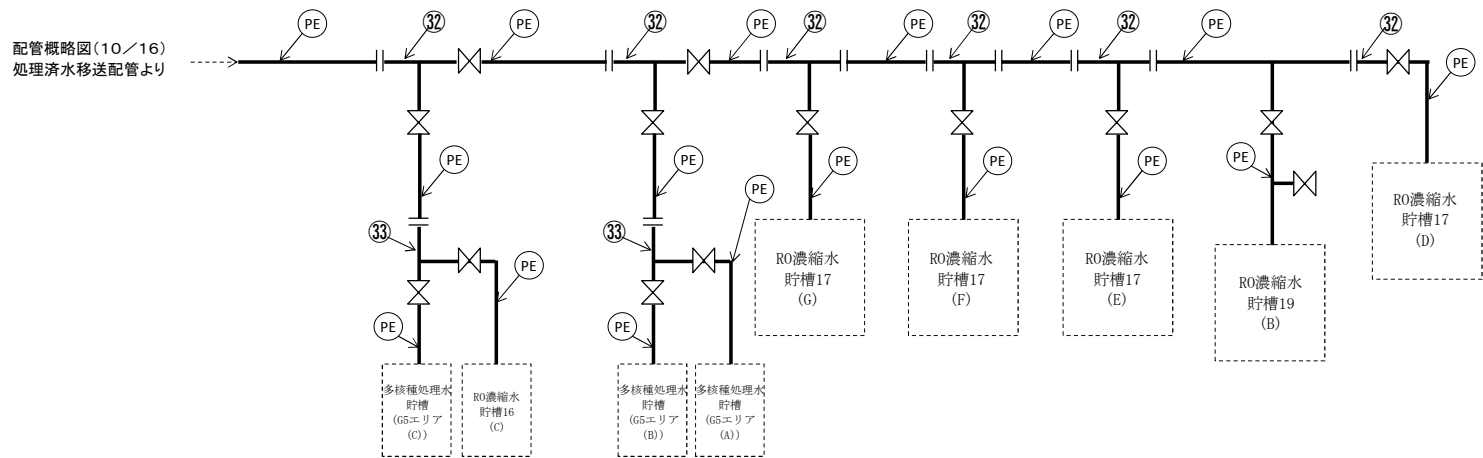 PE
㉜
PE
㉜
PE
㉜
PE
㉜
PE
㉜
PE
㉜
PE
配管概略図(10/16)
処理済水移送配管より
PE
PE
PE
PE
PE
PE
PE
㉝
PE
㉝
PE
PE
RO濃縮水
貯槽17
(G)
RO濃縮水
貯槽17
(F)
RO濃縮水
貯槽17
(E)
RO濃縮水
貯槽19
(B)
RO濃縮水
貯槽17
(D)
多核種処理水
貯槽
(G5エリア
(C))
RO濃縮水
貯槽16
(C)
多核種処理水
貯槽
(G5エリア
(B))
多核種処理水
貯槽
(G5エリア
(A))